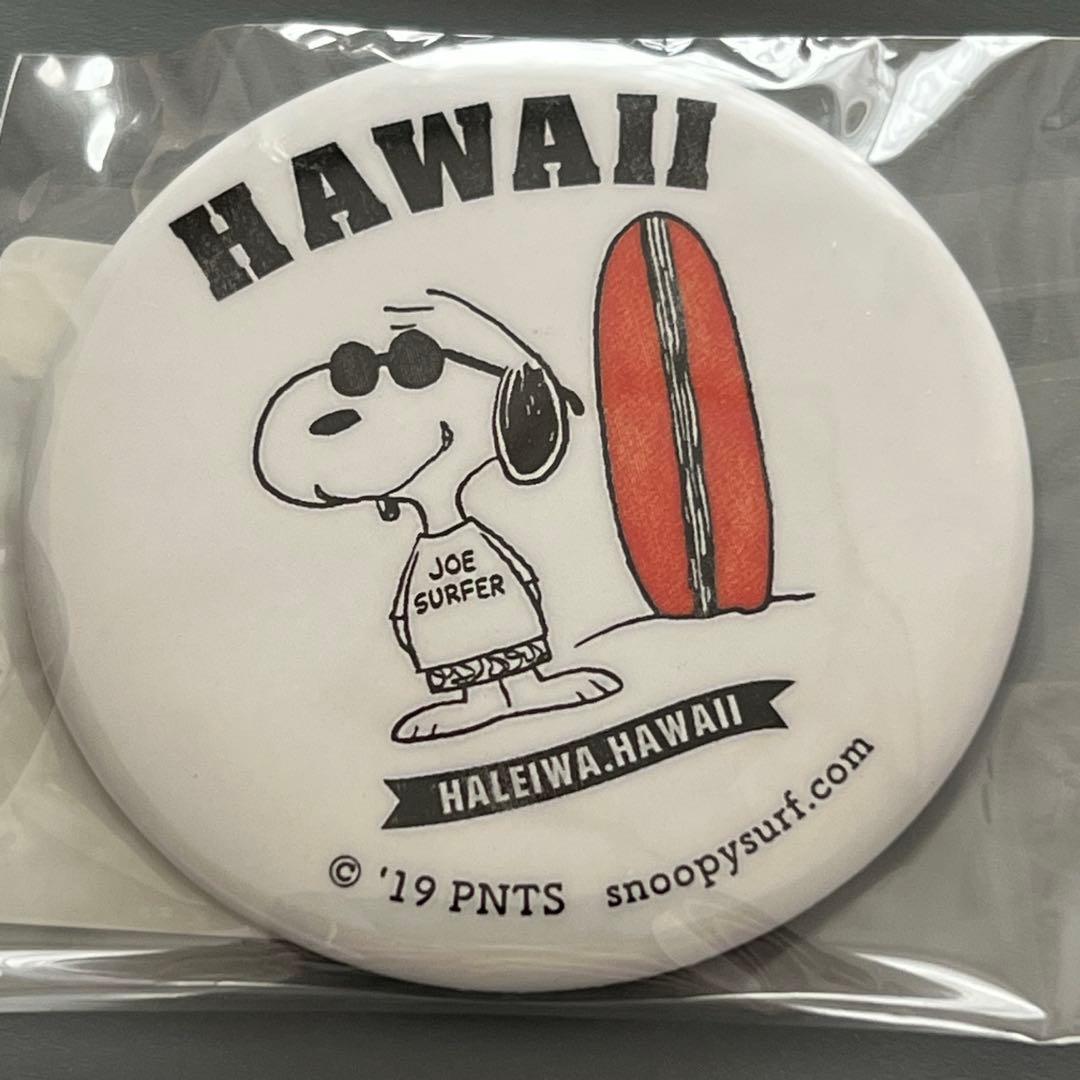 HAWAII
JOE
SURFER
HALEIWA.HAWAII
© '19 PNTS snoopysurf.com